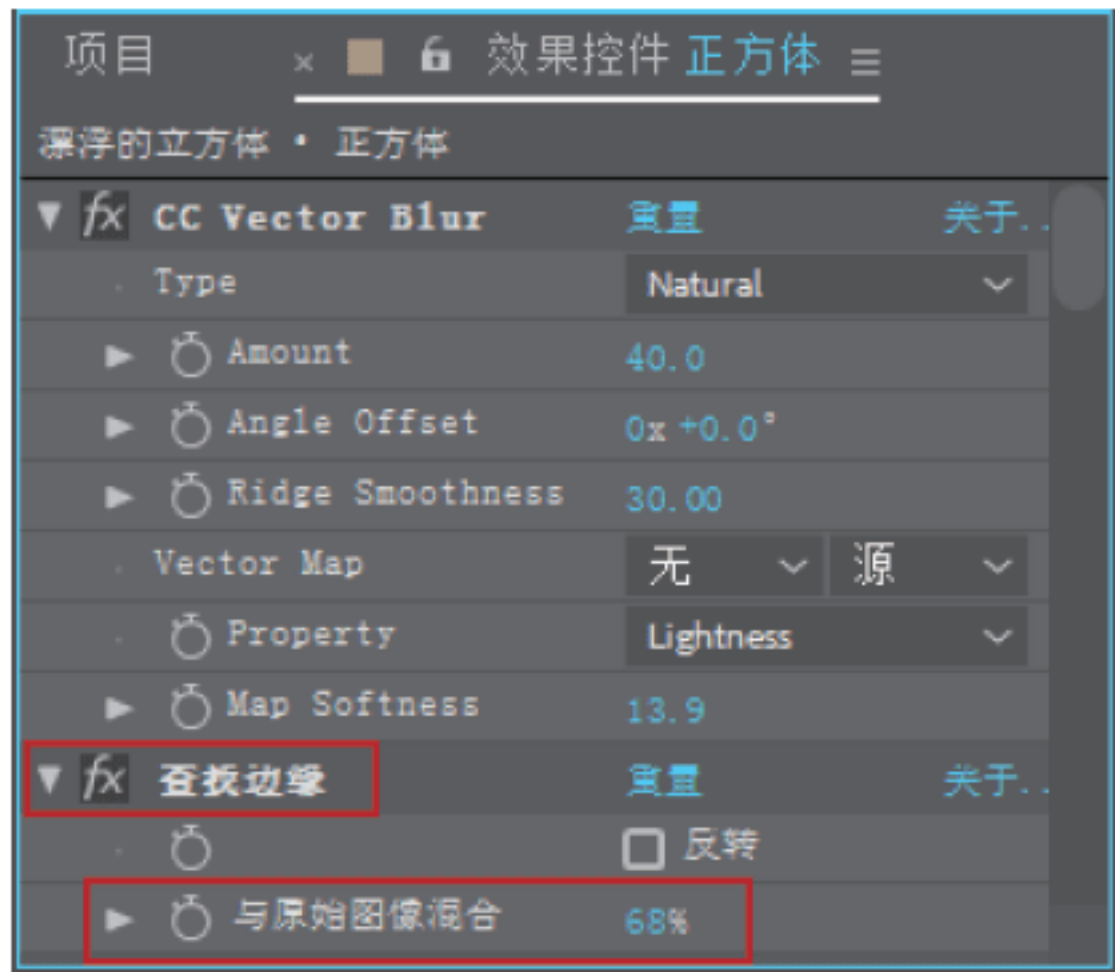 项目 × 效果控件 正方体 ≡
漂浮的立方体 • 正方体
fx CC Vector Blur 重置 关于..
Type Natural
Amount 40.0
Angle Offset 0x +0.0°
Ridge Smoothness 30.00
Vector Map 无 源
Property Lightness
Map Softness 13.9
fx 查找边缘 重置 关于..
反转
与原始图像混合 68%